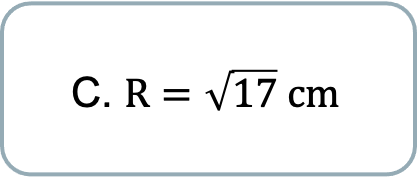 C. R = √17 cm